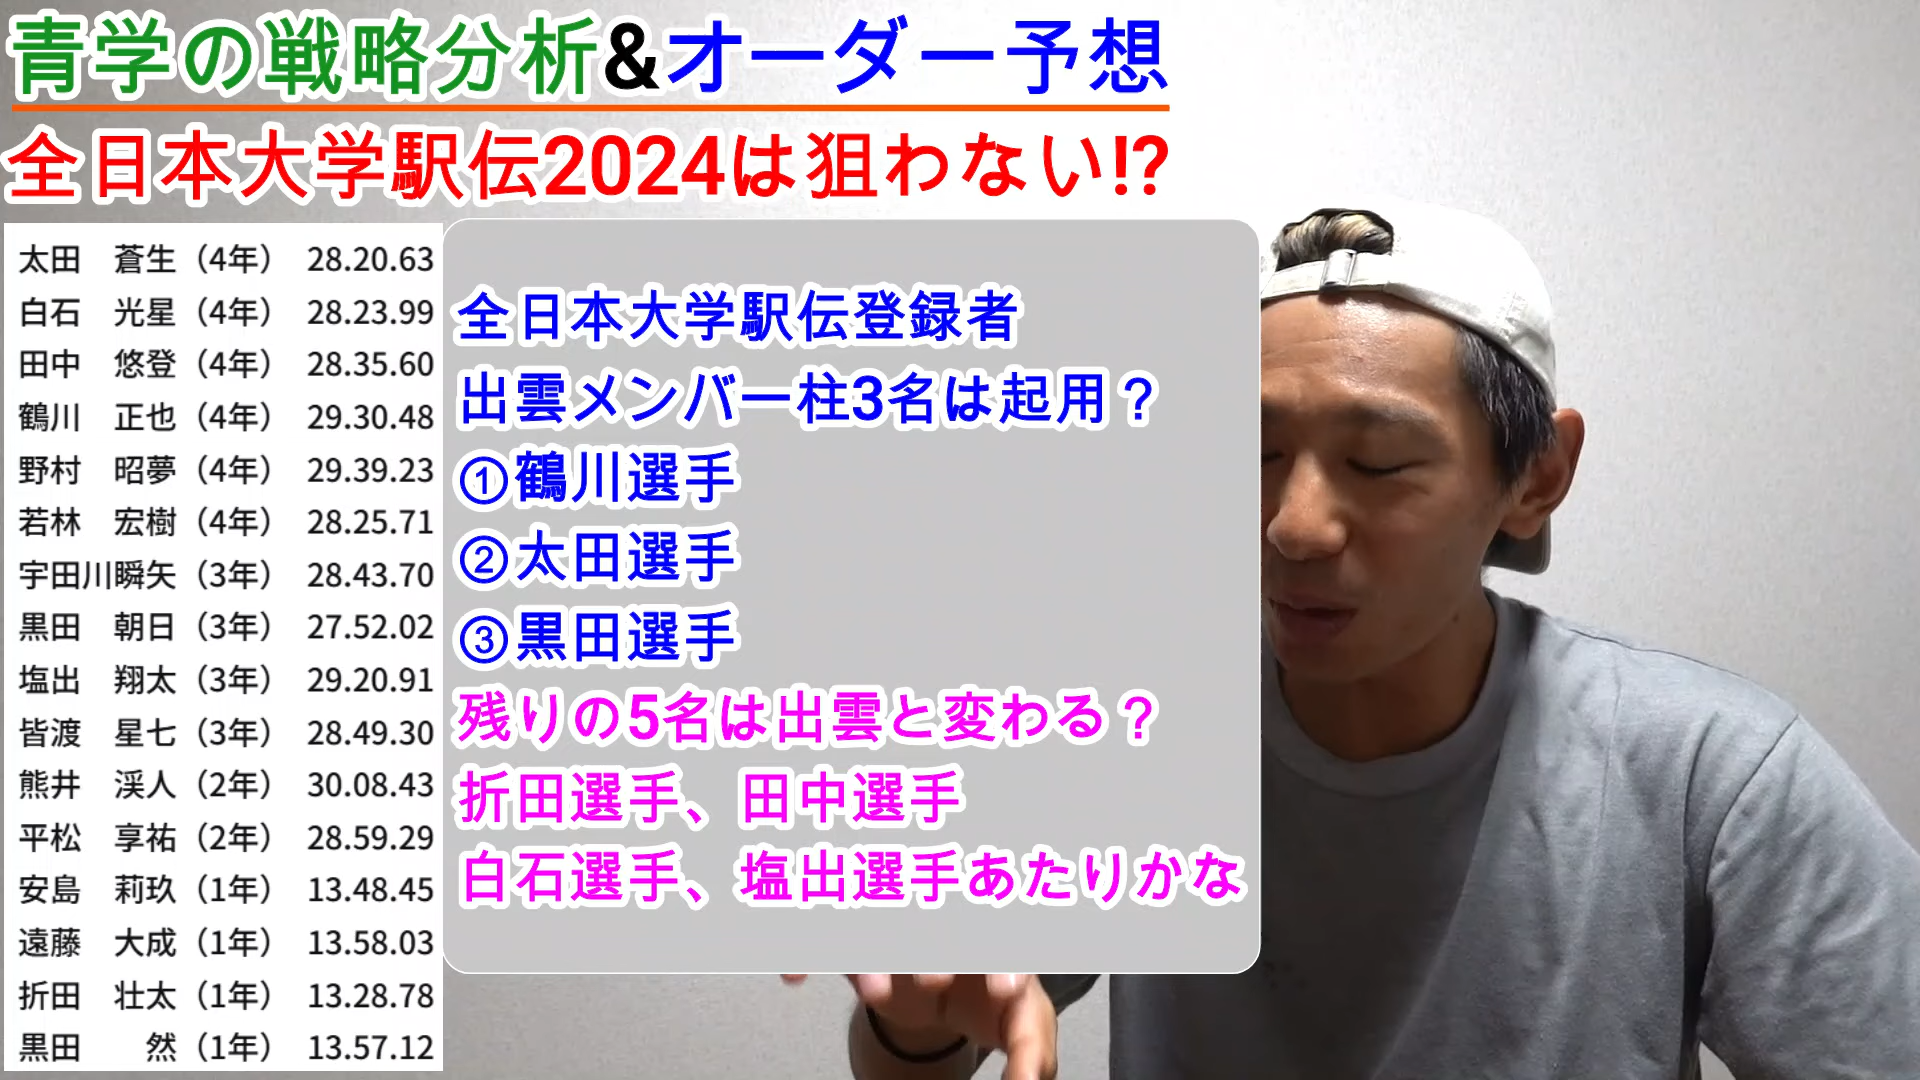 青学の戦略分析&オーダー予想
全日本大学駅伝2024は狙わない!?
太田　蒼生（4年）　28.20.63
白石　光星（4年）　28.23.99
田中　悠登（4年）　28.35.60
鶴川　正也（4年）　29.30.48
野村　昭夢（4年）　29.39.23
若林　宏樹（4年）　28.25.71
宇田川瞬矢（3年）　28.43.70
黒田　朝日（3年）　27.52.02
塩出　翔太（3年）　29.20.91
皆渡　星七（3年）　28.49.30
熊井　渓人（2年）　30.08.43
平松　享祐（2年）　28.59.29
安島　莉玖（1年）　13.48.45
遠藤　大成（1年）　13.58.03
折田　壮太（1年）　13.28.78
黒田　　然（1年）　13.57.12
全日本大学駅伝登録者
出雲メンバー柱3名は起用？
①鶴川選手
②太田選手
③黒田選手
残りの5名は出雲と変わる？
折田選手、田中選手
白石選手、塩出選手あたりかな